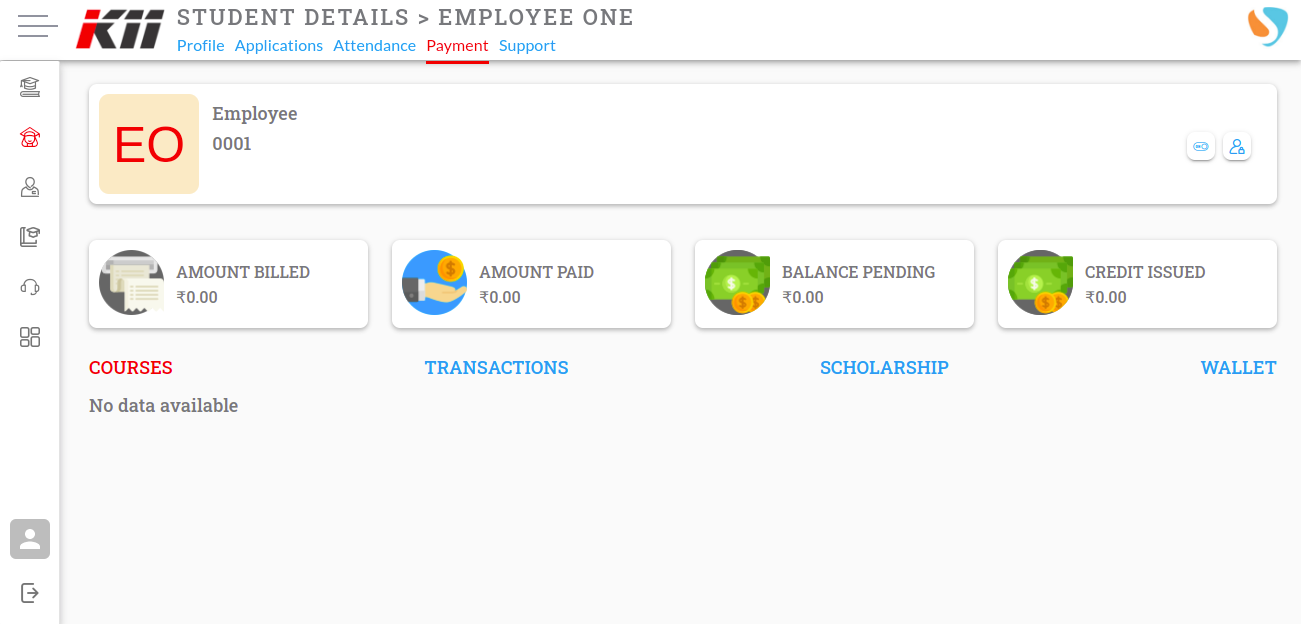 KII
STUDENT DETAILS > EMPLOYEE ONE
Profile Applications Attendance Payment Support
EO
Employee
0001
AMOUNT BILLED
₹0.00
AMOUNT PAID
₹0.00
BALANCE PENDING
₹0.00
CREDIT ISSUED
₹0.00
COURSES TRANSACTIONS SCHOLARSHIP WALLET
No data available